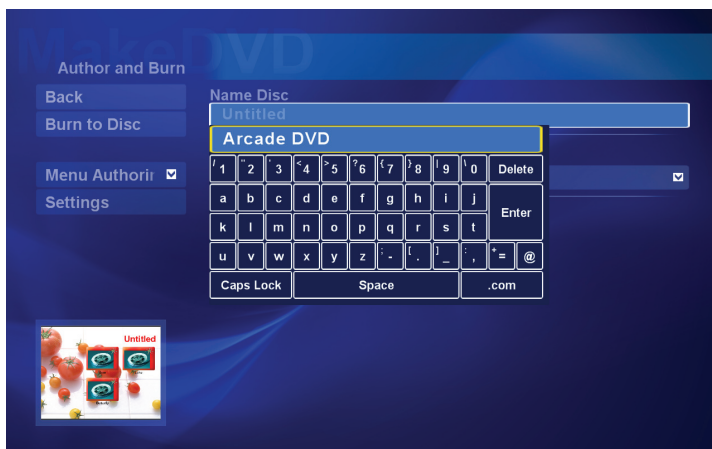 MakeDVD
Author and Burn
Back
Burn to Disc
Menu Authorir
Settings
Name Disc
Untitled
Arcade DVD
/ 1 " 2 ' 3 < 4 > 5 ? 6 { 7 } 8 | 9 \ 0 Delete
a b c d e f g h i j Enter
k l m n o p q r s t
u v w x y z ; - [ . ] _ : , + = @
Caps Lock Space .com
Untitled